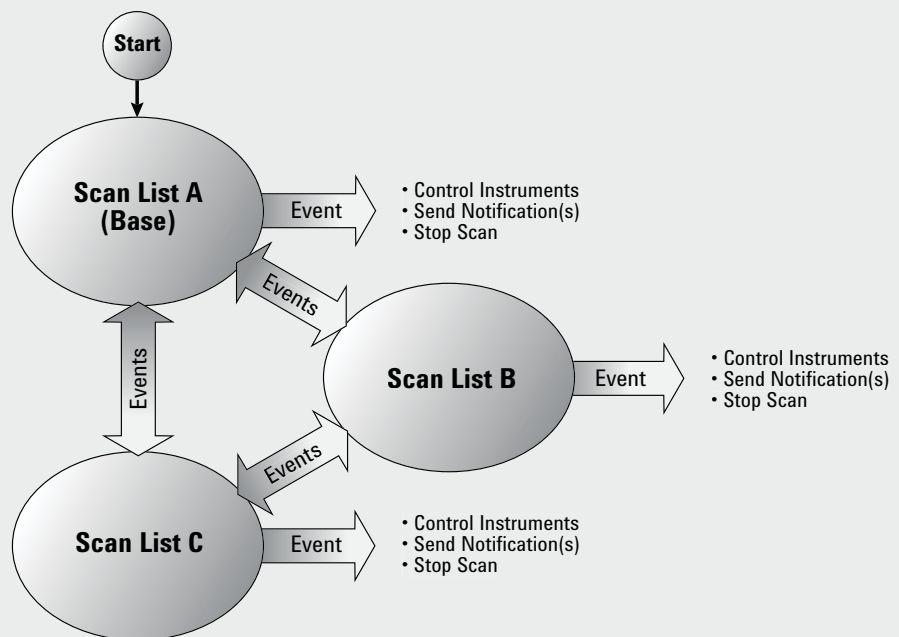 Start
Scan List A
(Base)
Event
• Control Instruments
• Send Notification(s)
• Stop Scan
Events
Events
Scan List B
Event
• Control Instruments
• Send Notification(s)
• Stop Scan
Events
Scan List C
Event
• Control Instruments
• Send Notification(s)
• Stop Scan